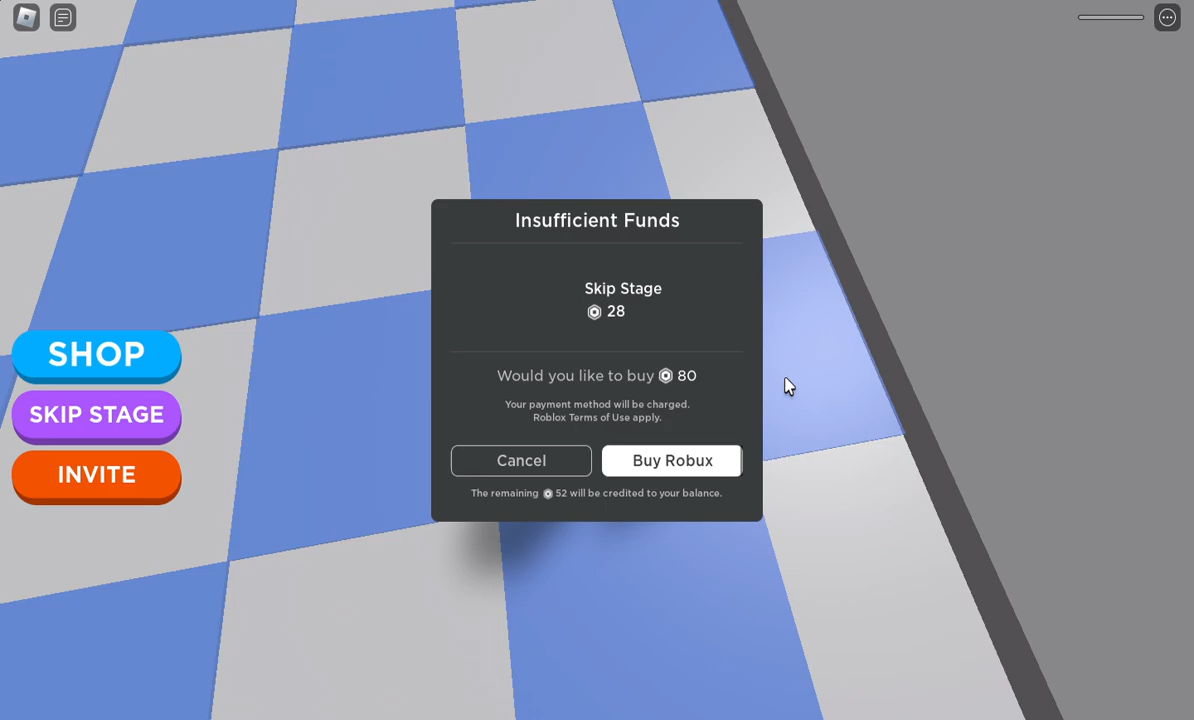 SHOP
SKIP STAGE
INVITE
Insufficient Funds
Skip Stage
28
Would you like to buy 80
Your payment method will be charged.
Roblox Terms of Use apply.
Cancel
Buy Robux
The remaining 52 will be credited to your balance.